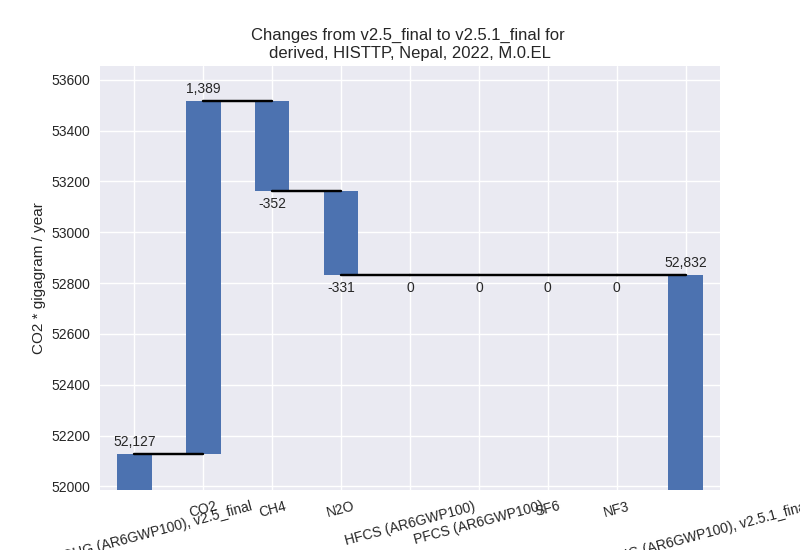 Changes from v2.5_final to v2.5.1_final for
derived, HISTTP, Nepal, 2022, M.0.EL
CO2 * gigagram / year
53600
53400
53200
53000
52800
52600
52400
52200
52000
52,127
1,389
-352
-331
0
0
0
0
52,832
(AR6GWP100), v2.5_final
CO2
CH4
N2O
HFCS (AR6GWP100)
PFCS (AR6GWP100)
SF6
NF3
(AR6GWP100), v2.5.1_fina